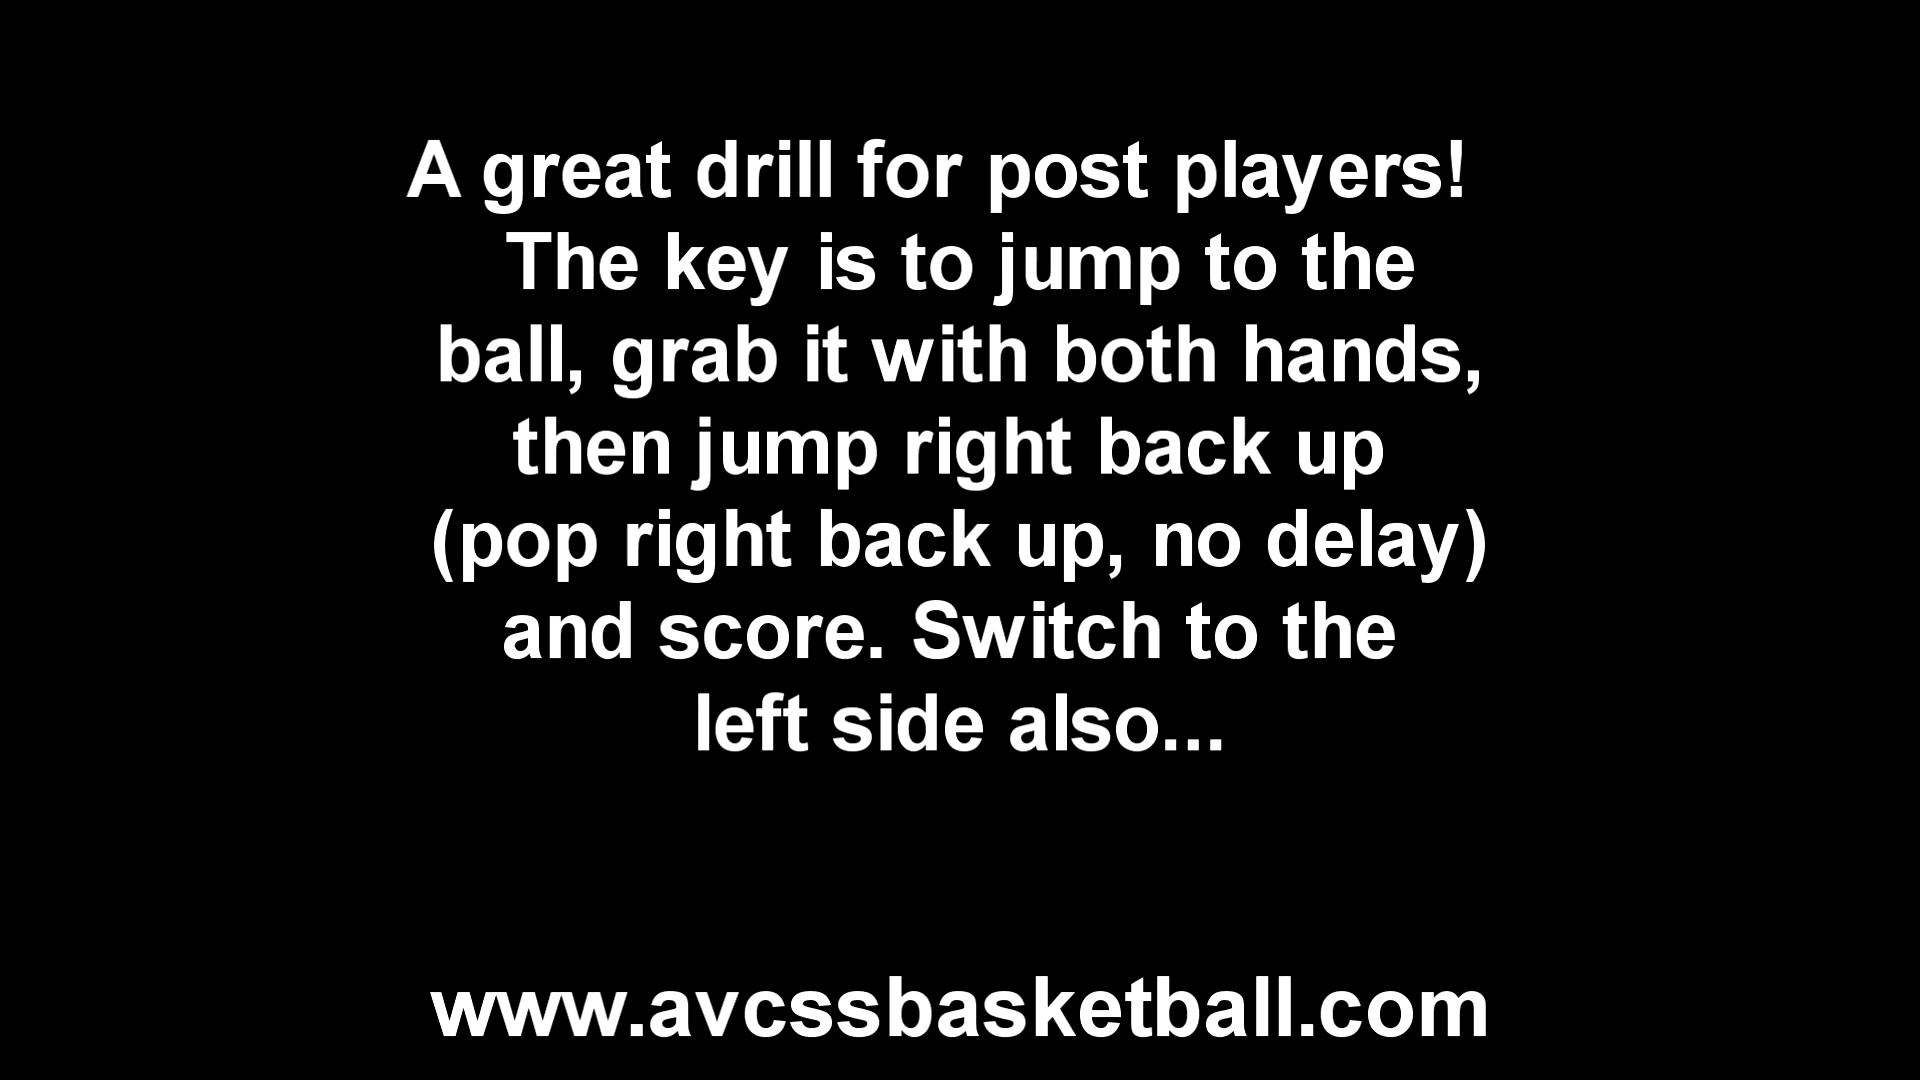 A great drill for post players!
The key is to jump to the
ball, grab it with both hands,
then jump right back up
(pop right back up, no delay)
and score. Switch to the
left side also...
www.avcssbasketball.com